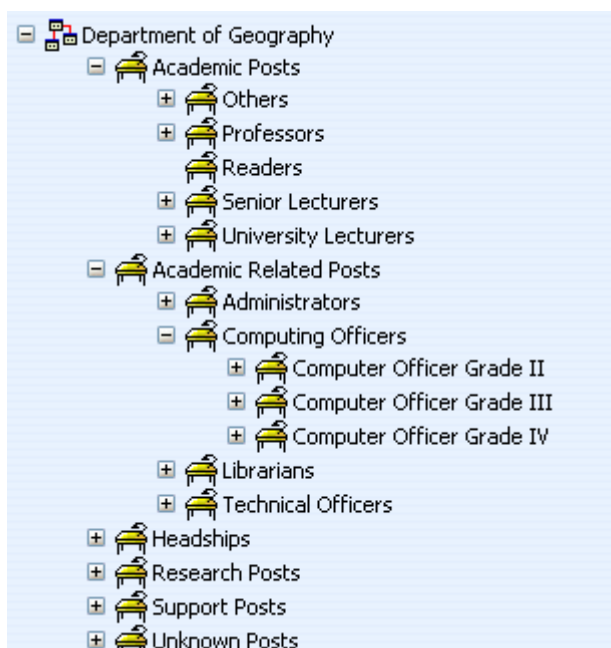 Department of Geography
Academic Posts
Others
Professors
Readers
Senior Lecturers
University Lecturers
Academic Related Posts
Administrators
Computing Officers
Computer Officer Grade II
Computer Officer Grade III
Computer Officer Grade IV
Librarians
Technical Officers
Headships
Research Posts
Support Posts
Unknown Posts